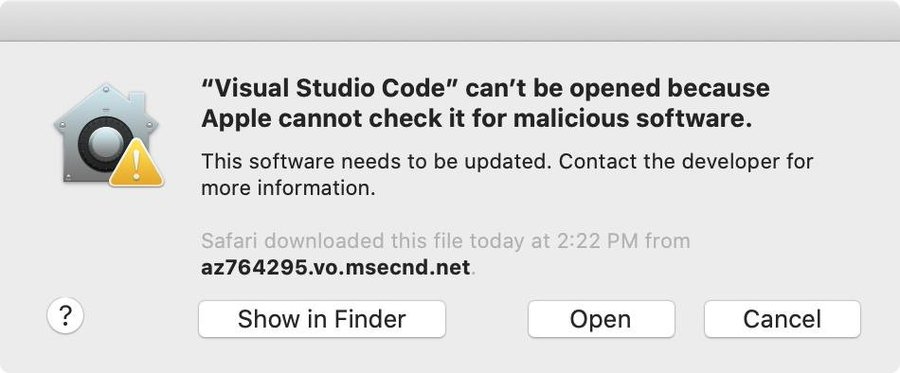 “Visual Studio Code” can’t be opened because
Apple cannot check it for malicious software.
This software needs to be updated. Contact the developer for
more information.
Safari downloaded this file today at 2:22 PM from
az764295.vo.msecnd.net.
?
Show in Finder
Open
Cancel